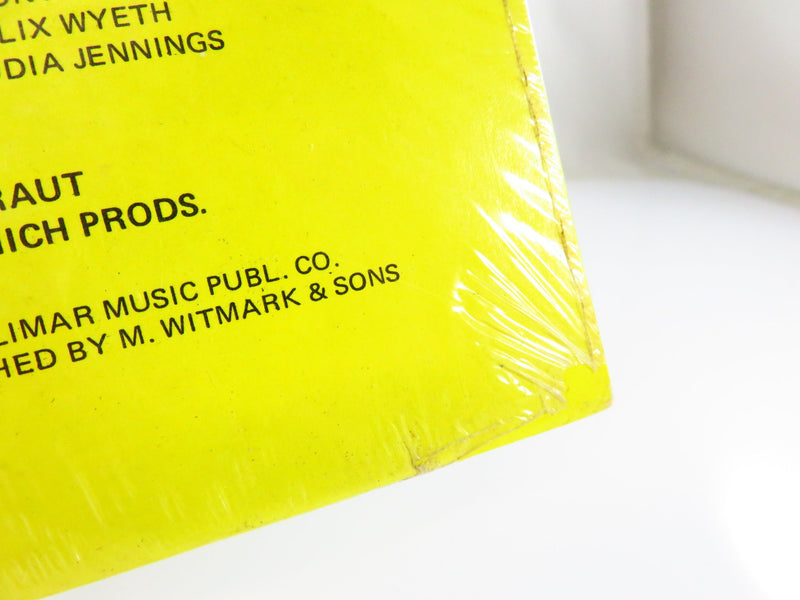 LIX WYETH
DIA JENNINGS
RAUT
ICH PRODS.
LIMAR MUSIC PUBL. CO.
HED BY M. WITMARK & SONS